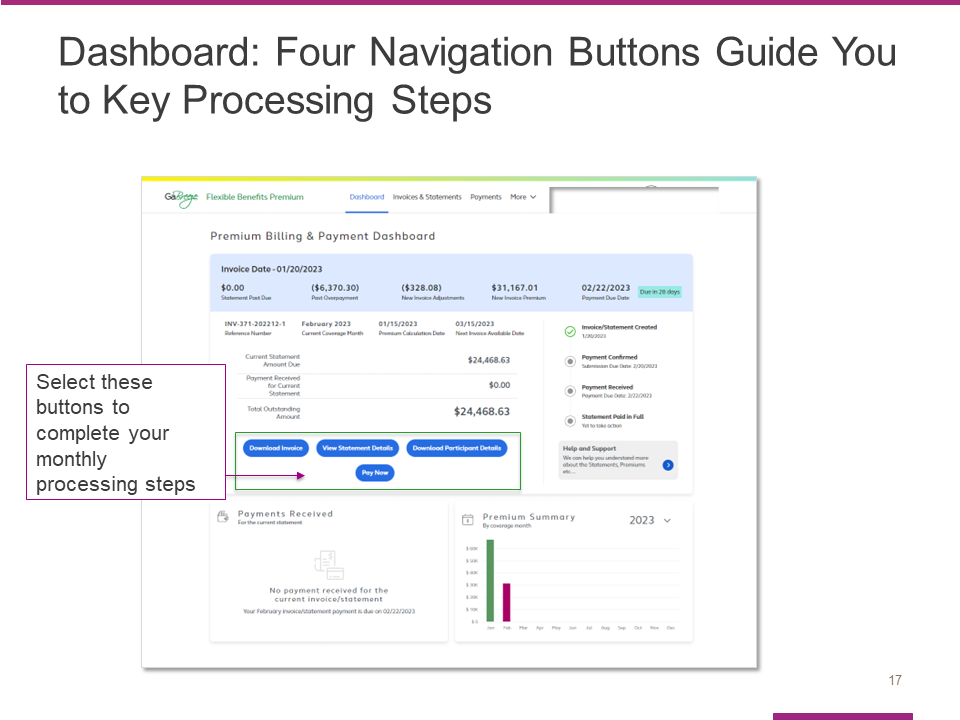 Dashboard: Four Navigation Buttons Guide You
to Key Processing Steps
GaBreeze Flexible Benefits Premium
Dashboard Invoices & Statements Payments More
Premium Billing & Payment Dashboard
Invoice Date - 01/20/2023
$0.00 ($6,370.30) ($328.08) $31,167.01 02/22/2023 Due in 28 days
Statement Past Due Past Overpayment New Invoice Adjustments New Invoice Premium Payment Due Date
INV-371-202212-1 February 2023 01/15/2023 03/15/2023
Reference Number Current Coverage Month Premium Calculation Date Next Invoice Available Date
Current Statement
Amount Due
$24,468.63
Payment Received
for Current
Statement
$0.00
Total Outstanding
Amount
$24,468.63
Invoice/Statement Created
1/20/2023
Payment Confirmed
Submission Due Date: 2/20/2023
Payment Received
Payment Due Date: 2/22/2023
Statement Paid in Full
Yet to take action
Select these
buttons to
complete your
monthly
processing steps
Download Invoice View Statement Details Download Participant Details
Pay Now
Help and Support
We can help you understand more
about the Statements, Premiums
etc...
Payments Received
For the current statement
No payment received for the
current invoice/statement
Your February invoice/statement payment is due on 02/22/2023
Premium Summary
By coverage month
2023
$ 60K
$ 50K
$ 40K
$ 30K
$ 20K
$ 10K
$ 0
Jan Feb Mar Apr May Jun Jul Aug Sep Oct Nov Dec
17